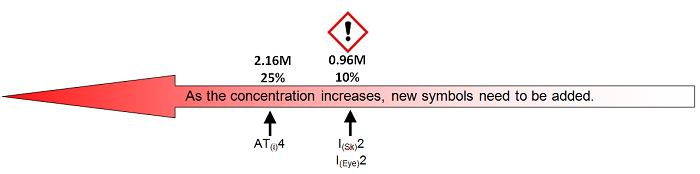 !
2.16M 0.96M
25% 10%
As the concentration increases, new symbols need to be added.
AT(i)4 I(Sk)2
I(Eye)2